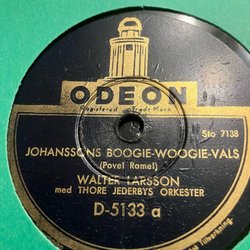 ODEON
Registered Trade Mark
Sto 7138
JOHANSSONS BOOGIE-WOOGIE-VALS
(Povel Ramel)
WALTER LARSSON
med THORE JEDERBYS ORKESTER
D-5133 a